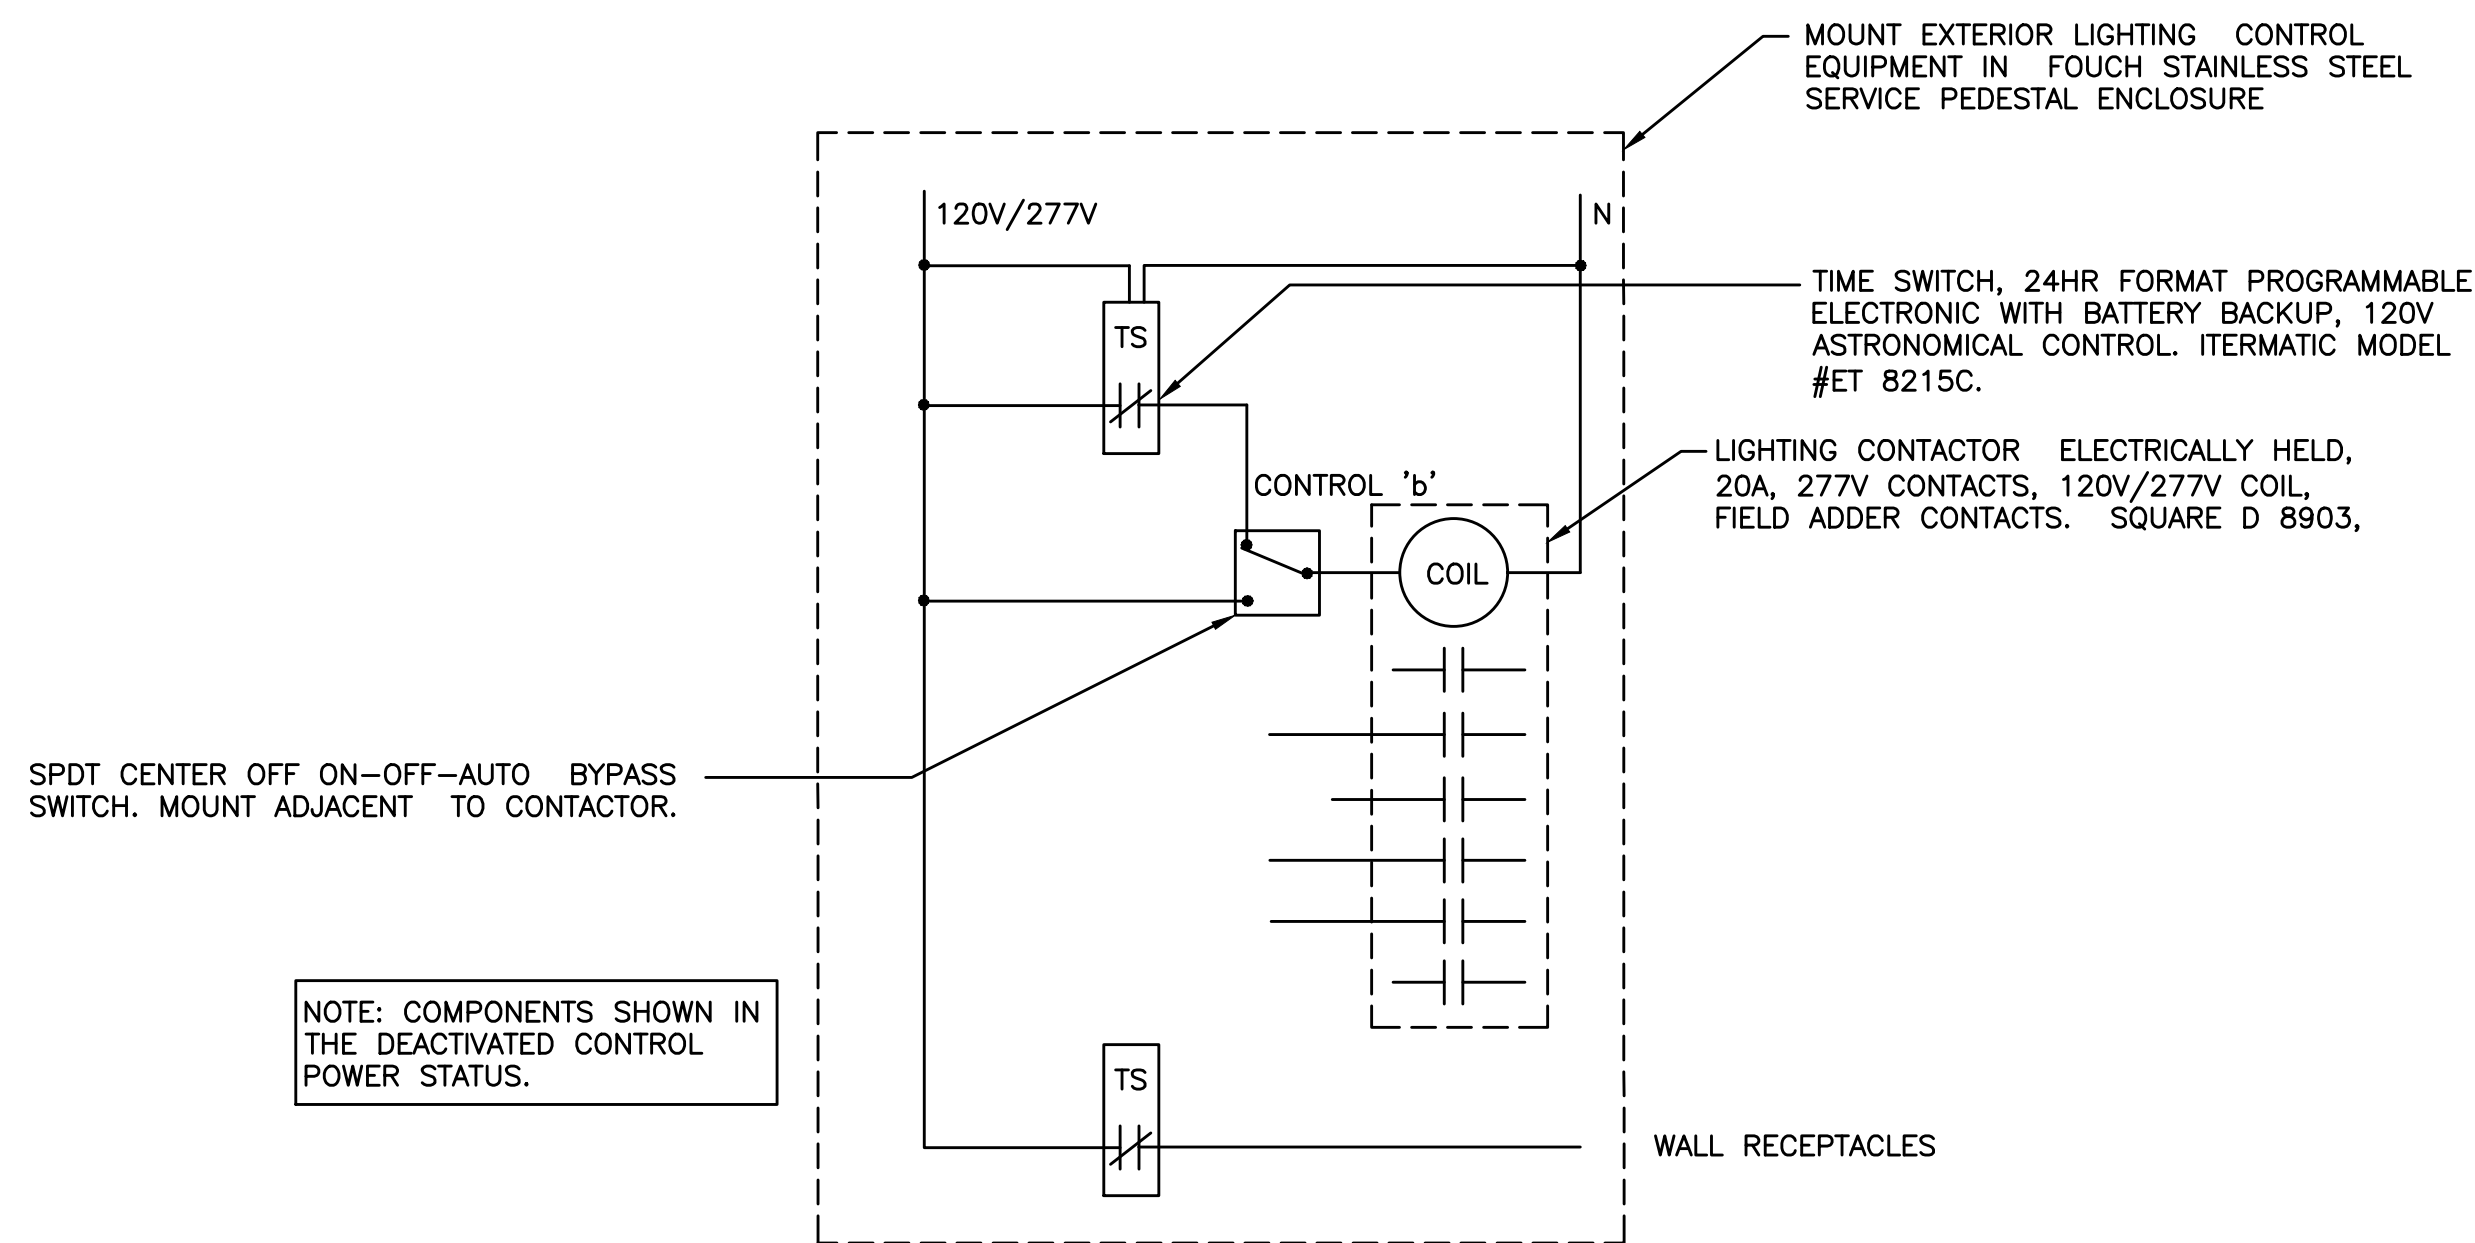 MOUNT EXTERIOR LIGHTING CONTROL
EQUIPMENT IN FOUCH STAINLESS STEEL
SERVICE PEDESTAL ENCLOSURE
120V/277V
N
TIME SWITCH, 24HR FORMAT PROGRAMMABLE
ELECTRONIC WITH BATTERY BACKUP, 120V
ASTRONOMICAL CONTROL. ITERMATIC MODEL
#ET 8215C.
TS
LIGHTING CONTACTOR ELECTRICALLY HELD,
20A, 277V CONTACTS, 120V/277V COIL,
FIELD ADDER CONTACTS. SQUARE D 8903,
CONTROL 'b'
COIL
SPDT CENTER OFF ON-OFF-AUTO BYPASS
SWITCH. MOUNT ADJACENT TO CONTACTOR.
NOTE: COMPONENTS SHOWN IN
THE DEACTIVATED CONTROL
POWER STATUS.
TS
WALL RECEPTACLES